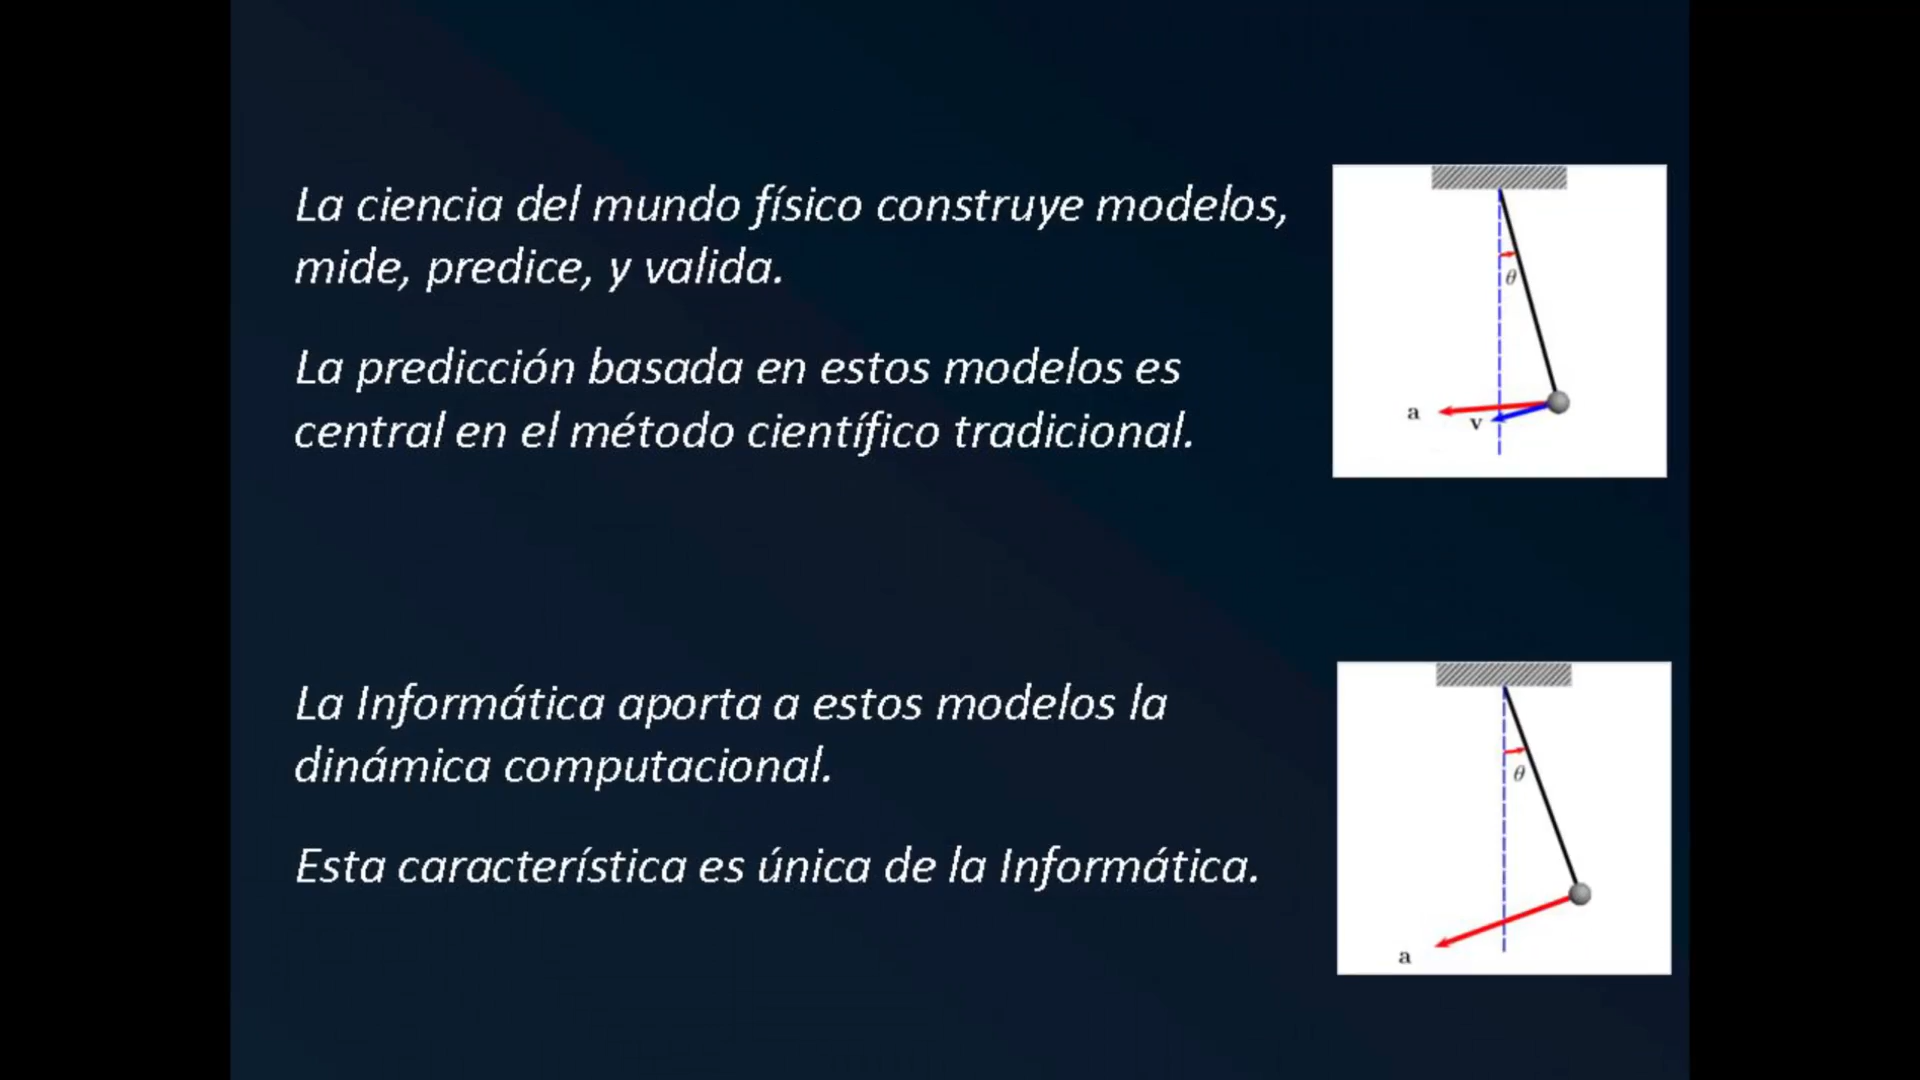 La ciencia del mundo físico construye modelos,
mide, predice, y valida.
La predicción basada en estos modelos es
central en el método científico tradicional.
θ
a
v
La Informática aporta a estos modelos la
dinámica computacional.
Esta característica es única de la Informática.
θ
a